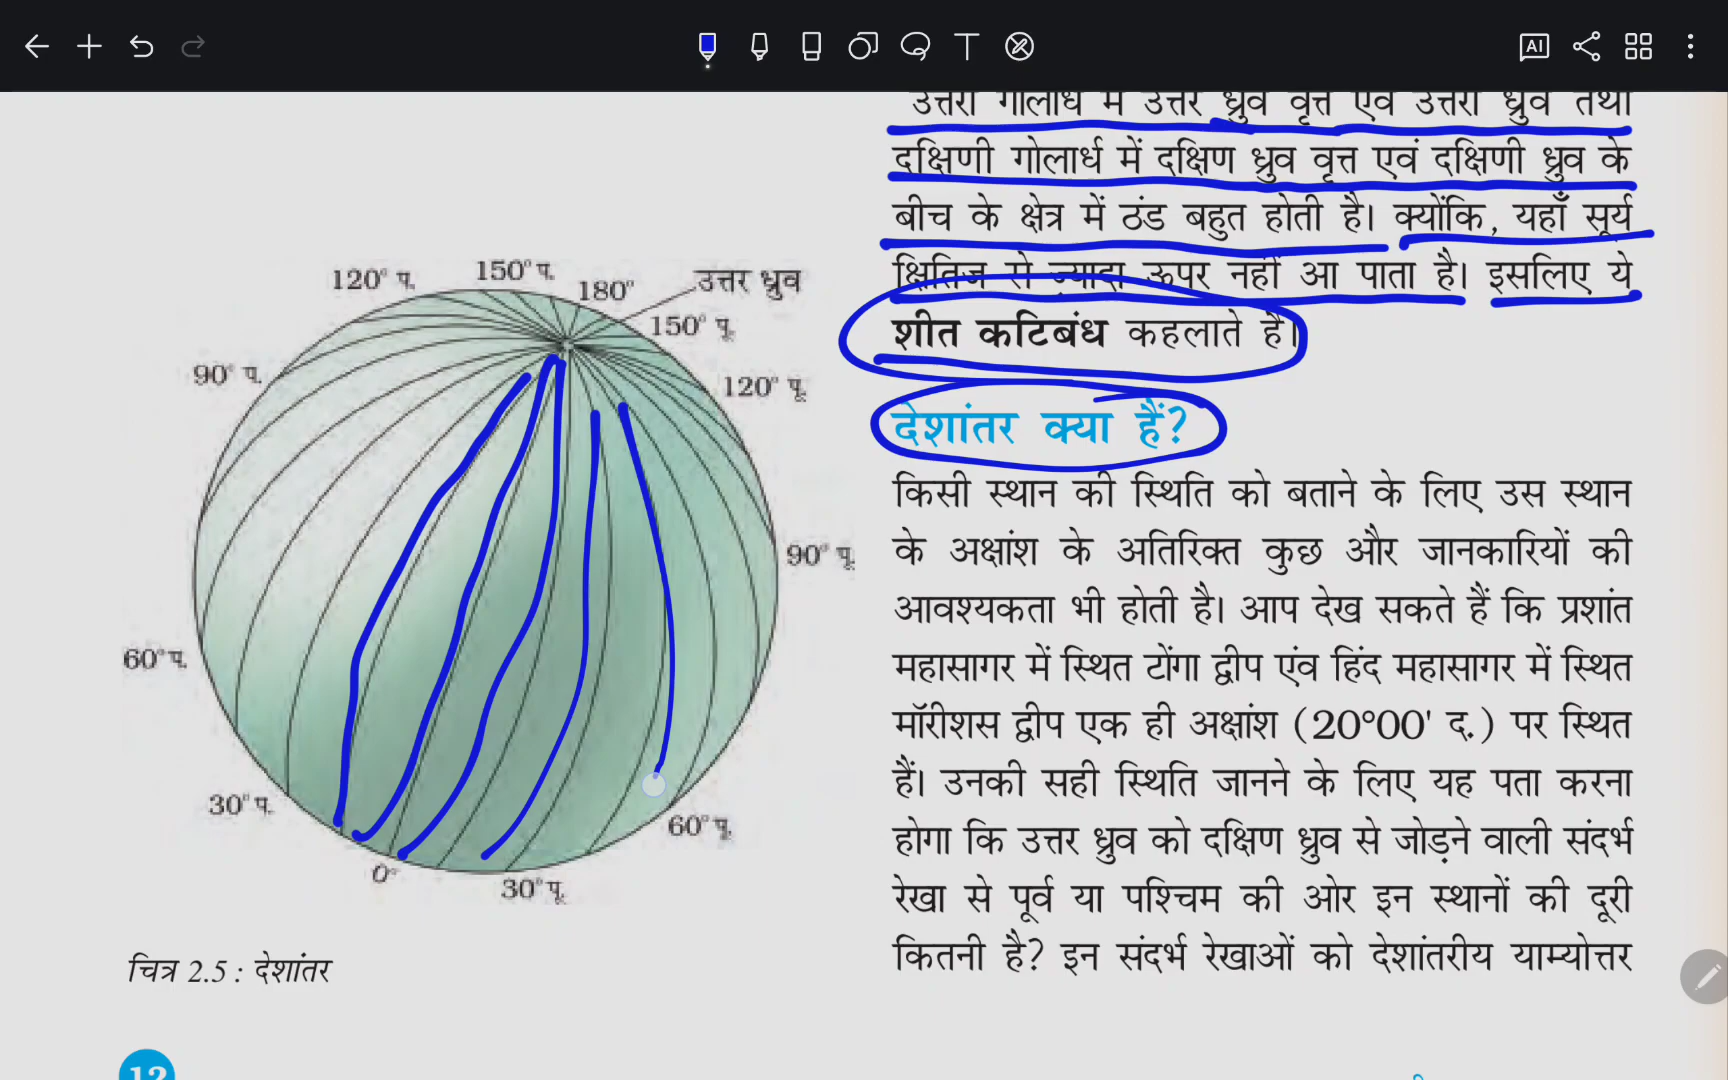 AI
उत्तरी गोलार्ध में उत्तर ध्रुव वृत्त एवं उत्तरी ध्रुव तथा
दक्षिणी गोलार्ध में दक्षिण ध्रुव वृत्त एवं दक्षिणी ध्रुव के
बीच के क्षेत्र में ठंड बहुत होती है। क्योंकि, यहाँ सूर्य
क्षितिज से ज़्यादा ऊपर नहीं आ पाता है। इसलिए ये
शीत कटिबंध कहलाते हैं।
देशांतर क्या हैं?
किसी स्थान की स्थिति को बताने के लिए उस स्थान
के अक्षांश के अतिरिक्त कुछ और जानकारियों की
आवश्यकता भी होती है। आप देख सकते हैं कि प्रशांत
महासागर में स्थित टोंगा द्वीप एंव हिंद महासागर में स्थित
मॉरीशस द्वीप एक ही अक्षांश (20°00' द.) पर स्थित
हैं। उनकी सही स्थिति जानने के लिए यह पता करना
होगा कि उत्तर ध्रुव को दक्षिण ध्रुव से जोड़ने वाली संदर्भ
रेखा से पूर्व या पश्चिम की ओर इन स्थानों की दूरी
कितनी है? इन संदर्भ रेखाओं को देशांतरीय याम्योत्तर
120° प.
150° प.
180°
उत्तर ध्रुव
150° पू.
90° प.
120° पू.
90° पू.
60° प.
30° प.
60° पू.
0°
30° पू.
चित्र 2.5 : देशांतर
12